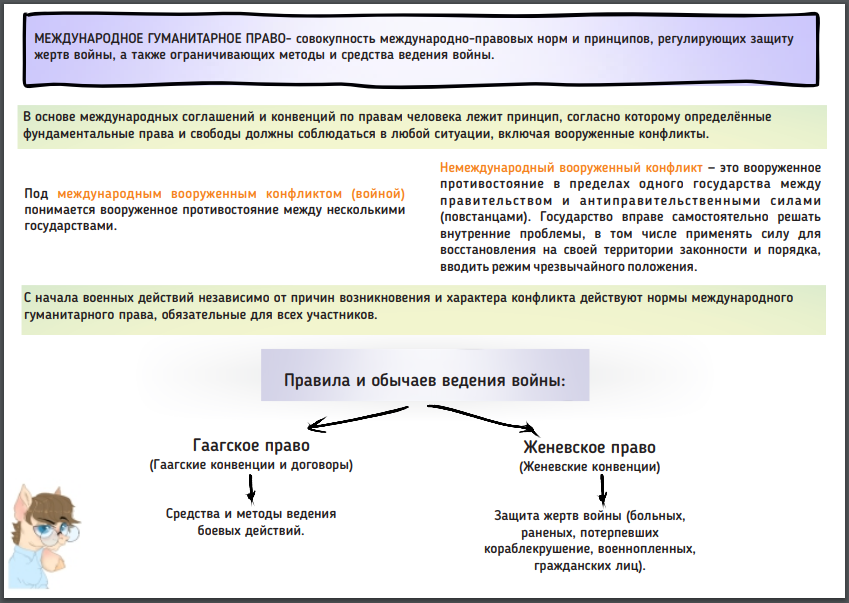 МЕЖДУНАРОДНОЕ ГУМАНИТАРНОЕ ПРАВО- совокупность международно-правовых норм и принципов, регулирующих защиту
жертв войны, а также ограничивающих методы и средства ведения войны.
В основе международных соглашений и конвенций по правам человека лежит принцип, согласно которому определённые
фундаментальные права и свободы должны соблюдаться в любой ситуации, включая вооруженные конфликты.
Под международным вооруженным конфликтом (войной)
понимается вооруженное противостояние между несколькими
государствами.
Немеждународный вооруженный конфликт – это вооруженное
противостояние в пределах одного государства между
правительством и антиправительственными силами
(повстанцами). Государство вправе самостоятельно решать
внутренние проблемы, в том числе применять силу для
восстановления на своей территории законности и порядка,
вводить режим чрезвычайного положения.
С начала военных действий независимо от причин возникновения и характера конфликта действуют нормы международного
гуманитарного права, обязательные для всех участников.
Правила и обычаев ведения войны:
Гаагское право
(Гаагские конвенции и договоры)
Средства и методы ведения
боевых действий.
Женевское право
(Женевские конвенции)
Защита жертв войны (больных,
раненых, потерпевших
кораблекрушение, военнопленных,
гражданских лиц).